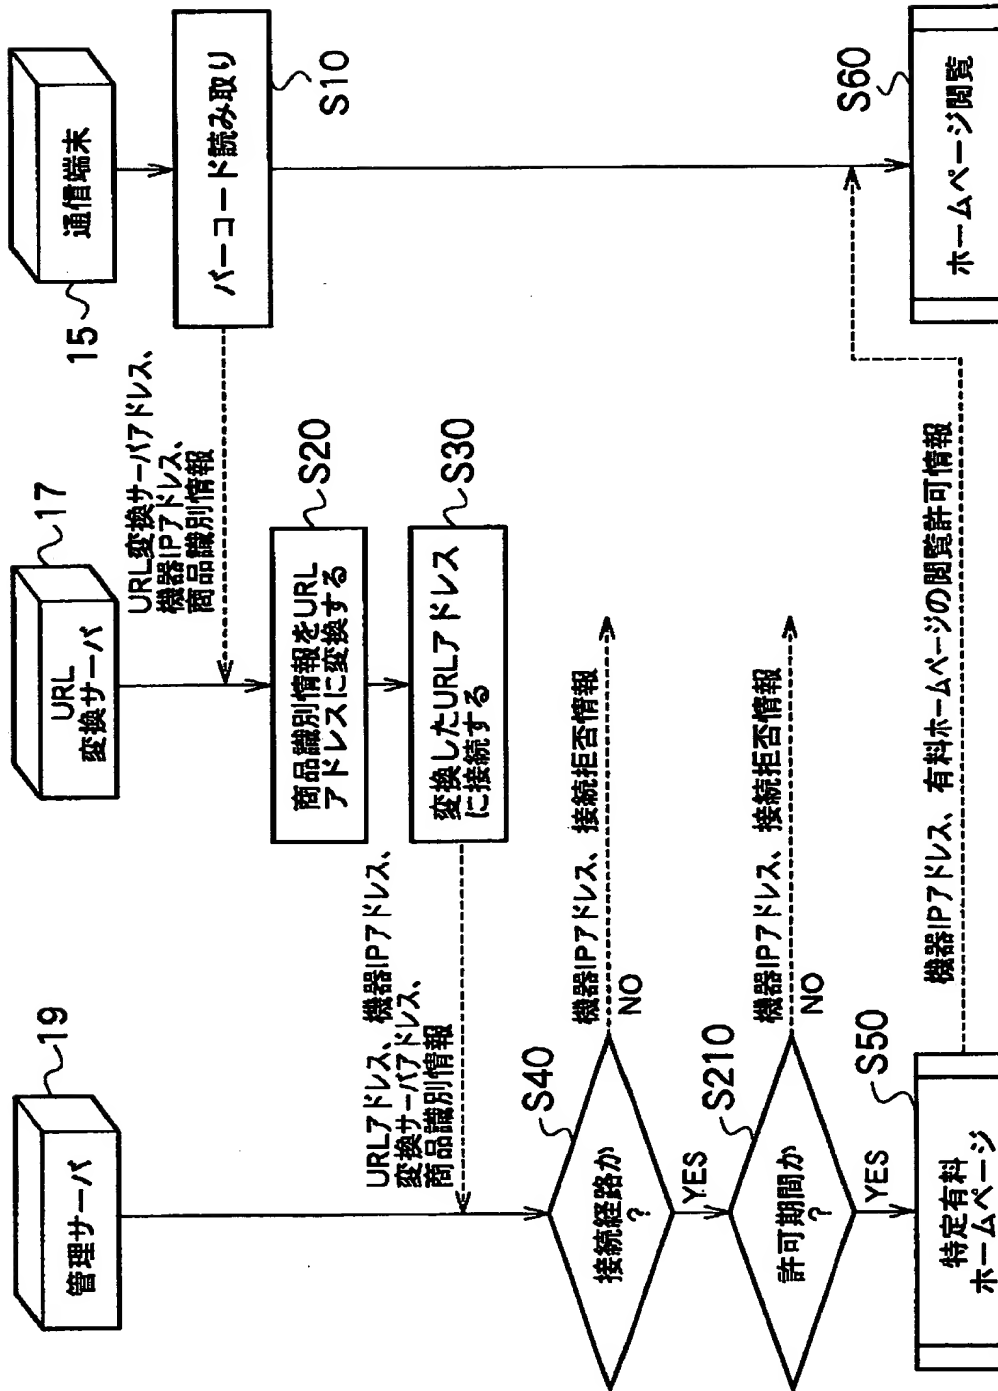 管理サーバ
19
URL
変換サーバ
17
通信端末
15
バーコード読み取り
S10
URL変換サーバアドレス、
機器IPアドレス、
商品識別情報
商品識別情報をURL
アドレスに変換する
S20
変換したURLアドレス
に接続する
S30
URLアドレス、機器IPアドレス、
変換サーバアドレス、
商品識別情報
接続経路か
?
S40
機器IPアドレス、接続拒否情報
NO
YES
許可期間か
?
S210
機器IPアドレス、接続拒否情報
NO
YES
特定有料
ホームページ
S50
機器IPアドレス、有料ホームページの閲覧許可情報
ホームページ閲覧
S60